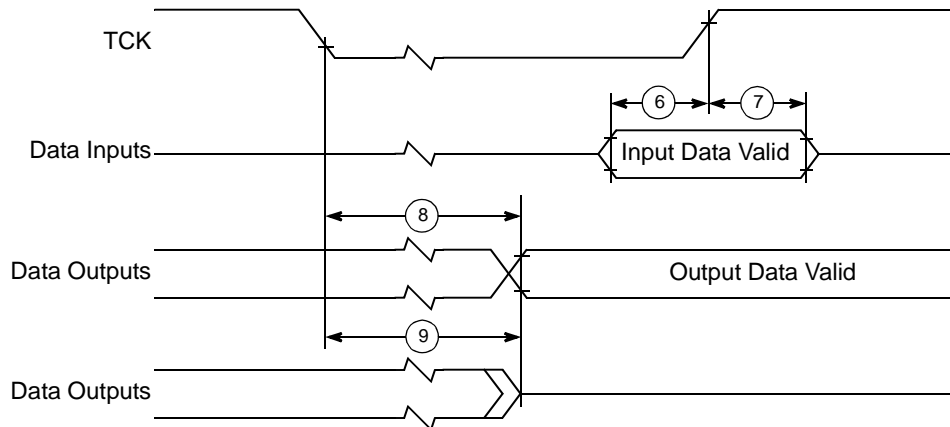 TCK
6
7
Data Inputs
Input Data Valid
8
Data Outputs
Output Data Valid
9
Data Outputs